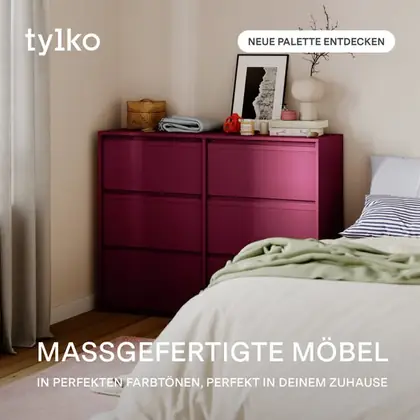 tylko
NEUE PALETTE ENTDECKEN
MASSGEFERTIGTE MÖBEL
IN PERFEKTEN FARBTÖNEN, PERFEKT IN DEINEM ZUHAUSE